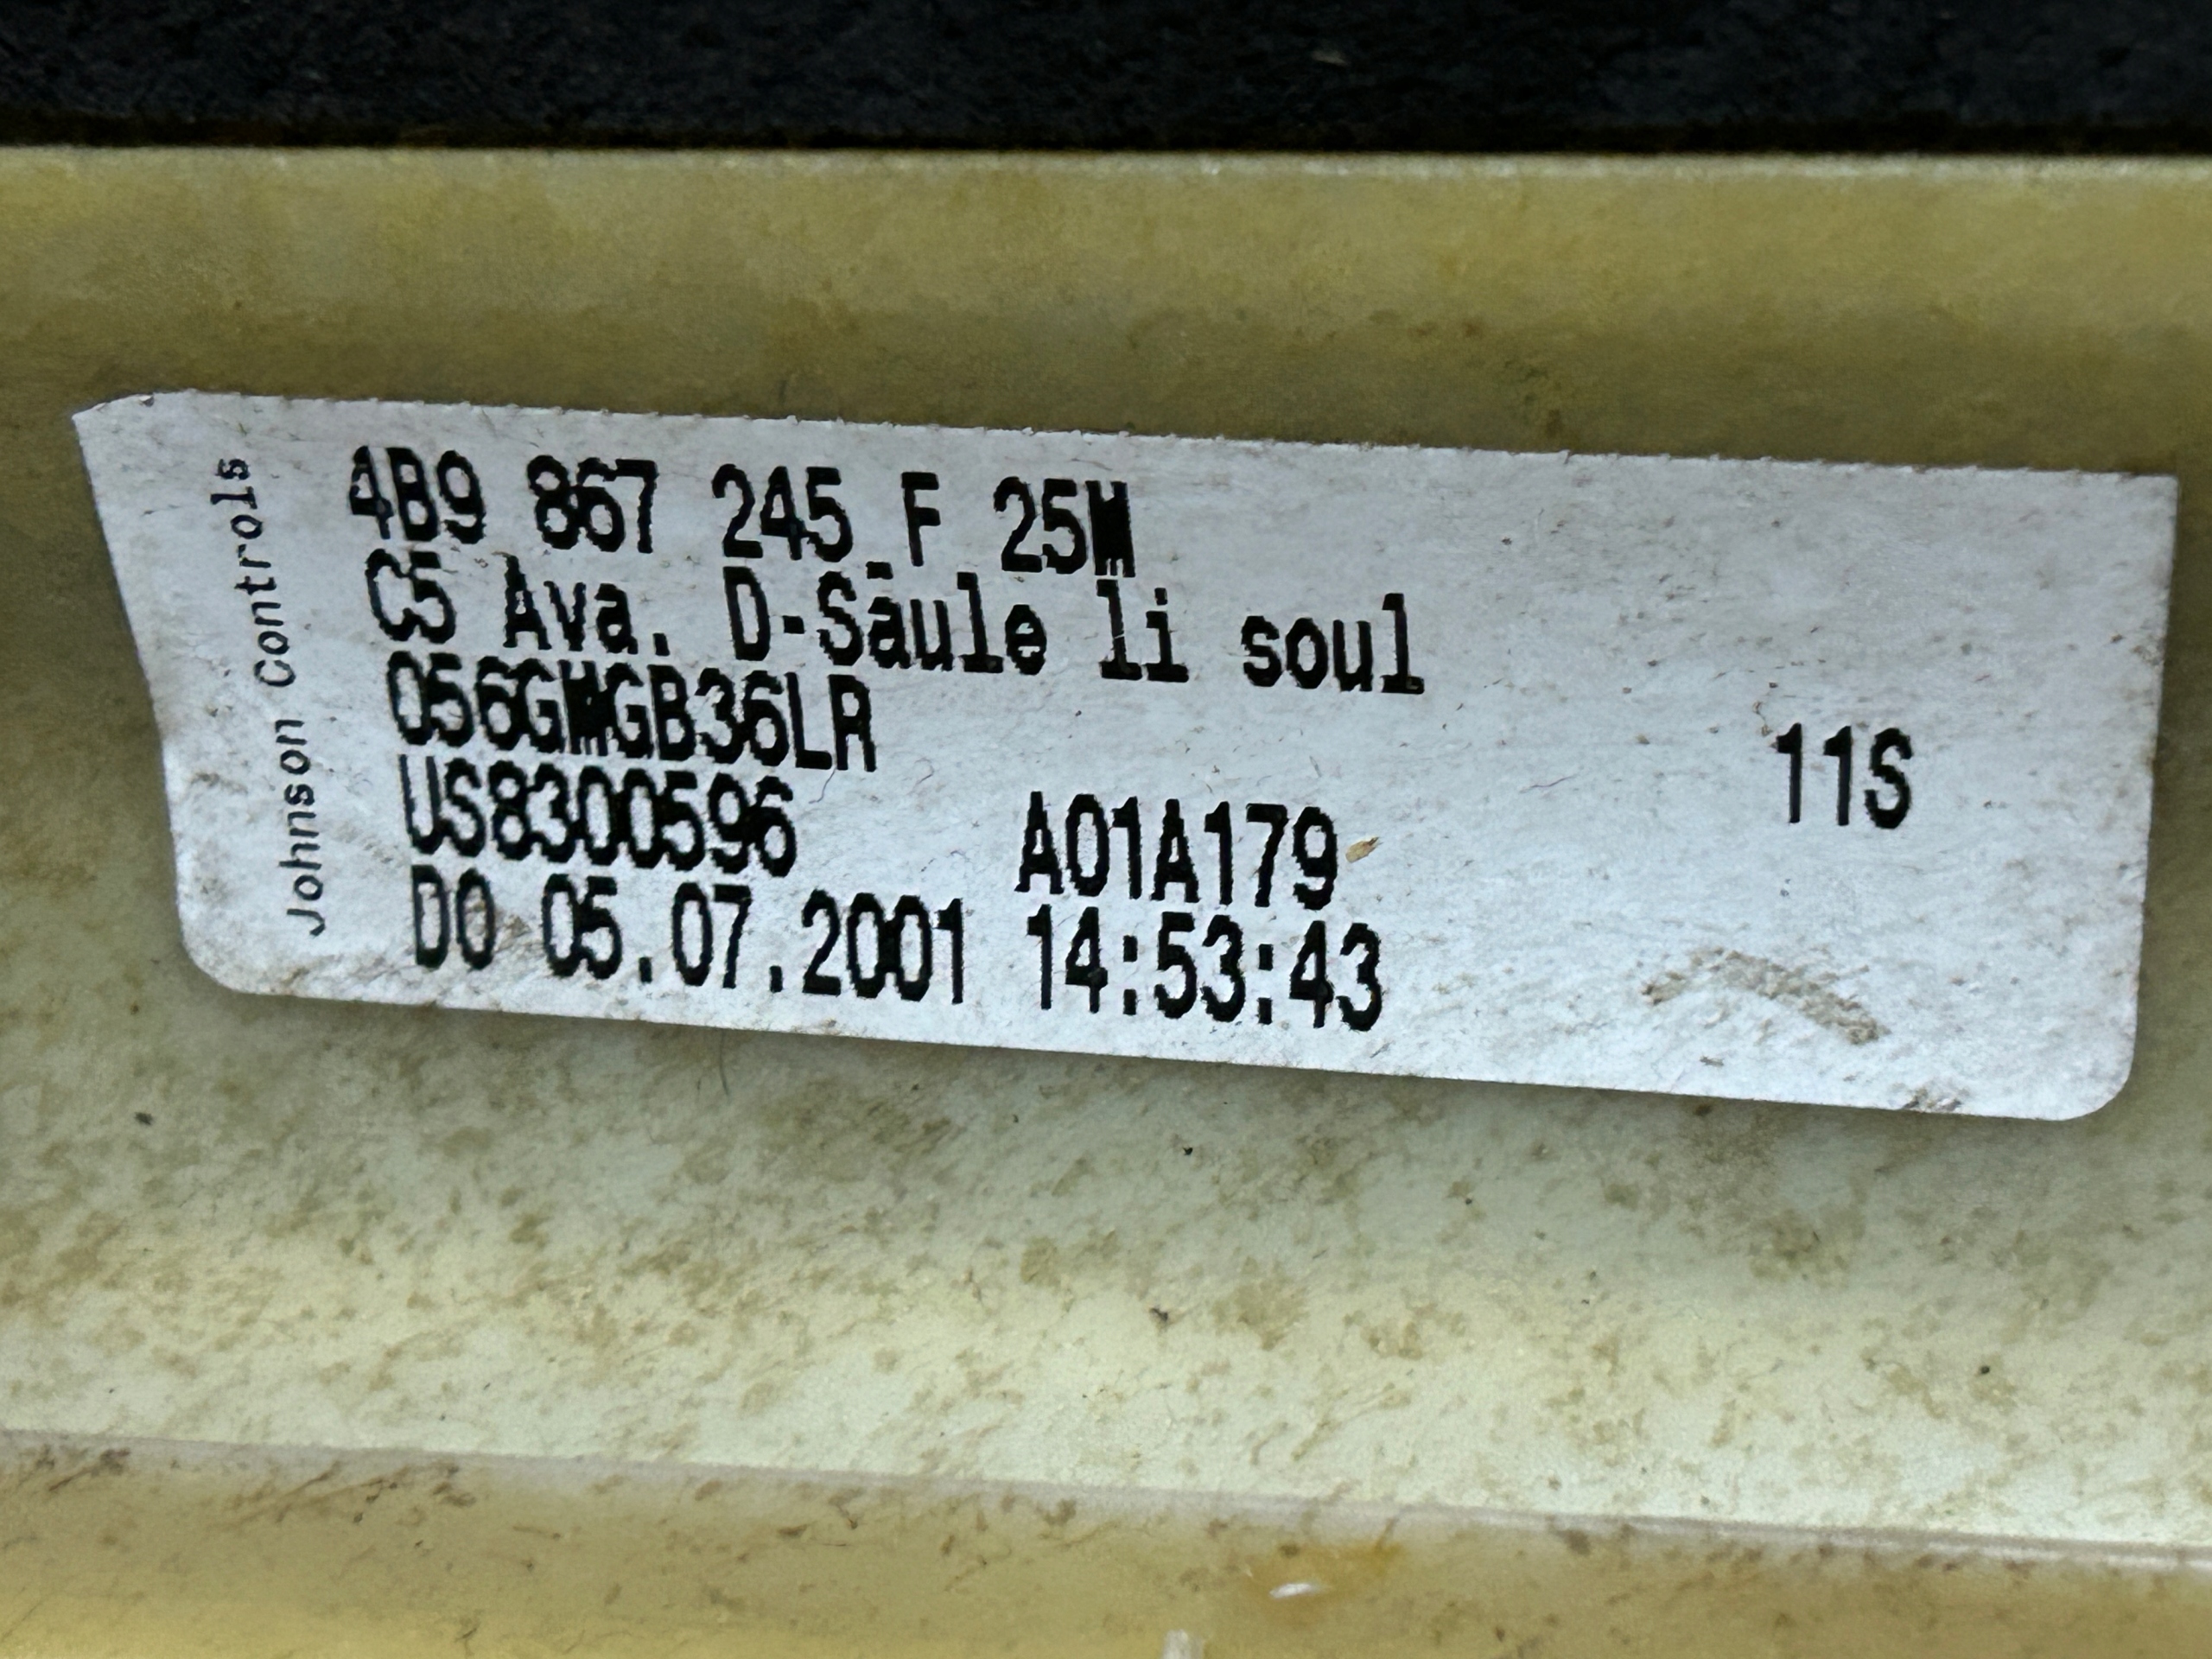 Johnson Controls
4B9 867 245 F 25M
C5 Ava. D-Säule li soul
056GMGB36LR
11S
US8300596 A01A179
DO 05.07.2001 14:53:43